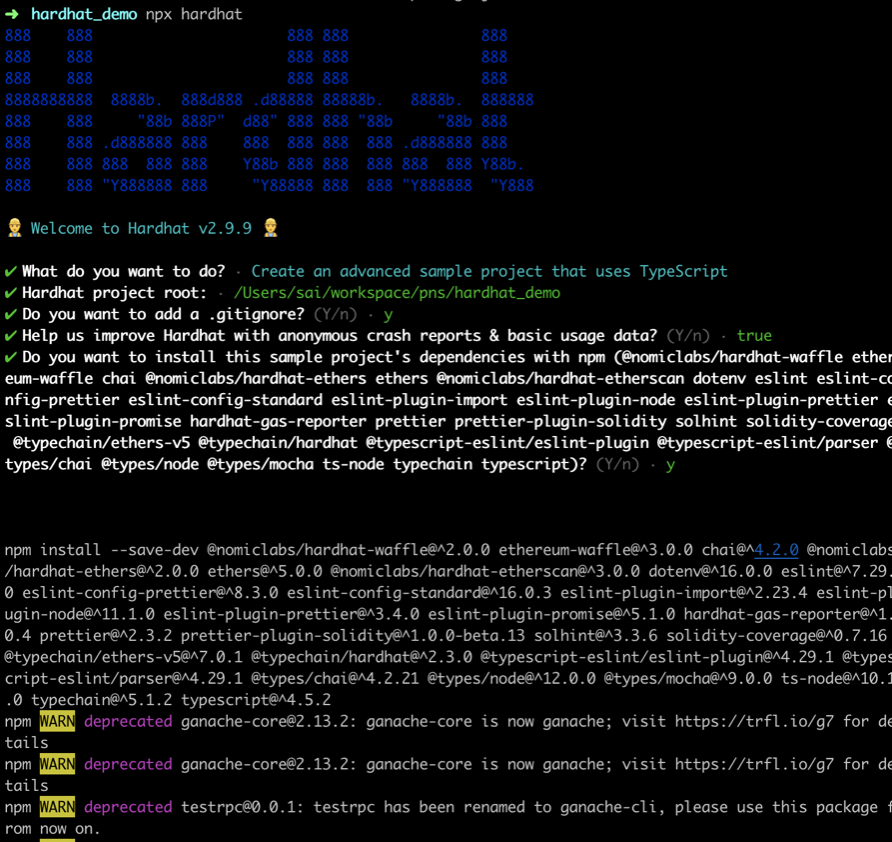 ➜ hardhat_demo npx hardhat
888    888                      888 888               888
888    888                      888 888               888
888    888                      888 888               888
8888888888  8888b.  888d888 .d88888 88888b.   8888b.  888888
888    888     "88b 888P"  d88" 888 888 "88b     "88b 888
888    888 .d888888 888    888  888 888  888 .d888888 888
888    888 888  888 888    Y88b 888 888  888 888  888 Y88b.
888    888 "Y888888 888     "Y88888 888  888 "Y888888  "Y888
👷 Welcome to Hardhat v2.9.9 👷
✔ What do you want to do? · Create an advanced sample project that uses TypeScript
✔ Hardhat project root: · /Users/sai/workspace/pns/hardhat_demo
✔ Do you want to add a .gitignore? (Y/n) · y
✔ Help us improve Hardhat with anonymous crash reports & basic usage data? (Y/n) · true
✔ Do you want to install this sample project's dependencies with npm (@nomiclabs/hardhat-waffle ether
eum-waffle chai @nomiclabs/hardhat-ethers ethers @nomiclabs/hardhat-etherscan dotenv eslint eslint-co
nfig-prettier eslint-config-standard eslint-plugin-import eslint-plugin-node eslint-plugin-prettier e
slint-plugin-promise hardhat-gas-reporter prettier prettier-plugin-solidity solhint solidity-coverage
@typechain/ethers-v5 @typechain/hardhat @typescript-eslint/eslint-plugin @typescript-eslint/parser @
types/chai @types/node @types/mocha ts-node typechain typescript)? (Y/n) · y
npm install --save-dev @nomiclabs/hardhat-waffle@^2.0.0 ethereum-waffle@^3.0.0 chai@^4.2.0 @nomiclabs
/hardhat-ethers@^2.0.0 ethers@^5.0.0 @nomiclabs/hardhat-etherscan@^3.0.0 dotenv@^16.0.0 eslint@^7.29.
0 eslint-config-prettier@^8.3.0 eslint-config-standard@^16.0.3 eslint-plugin-import@^2.23.4 eslint-pl
ugin-node@^11.1.0 eslint-plugin-prettier@^3.4.0 eslint-plugin-promise@^5.1.0 hardhat-gas-reporter@^1.
0.4 prettier@^2.3.2 prettier-plugin-solidity@^1.0.0-beta.13 solhint@^3.3.6 solidity-coverage@^0.7.16
@typechain/ethers-v5@^7.0.1 @typechain/hardhat@^2.3.0 @typescript-eslint/eslint-plugin@^4.29.1 @types
cript-eslint/parser@^4.29.1 @types/chai@^4.2.21 @types/node@^12.0.0 @types/mocha@^9.0.0 ts-node@^10.1
.0 typechain@^5.1.2 typescript@^4.5.2
npm WARN deprecated ganache-core@2.13.2: ganache-core is now ganache; visit https://trfl.io/g7 for de
tails
npm WARN deprecated ganache-core@2.13.2: ganache-core is now ganache; visit https://trfl.io/g7 for de
tails
npm WARN deprecated testrpc@0.0.1: testrpc has been renamed to ganache-cli, please use this package f
rom now on.